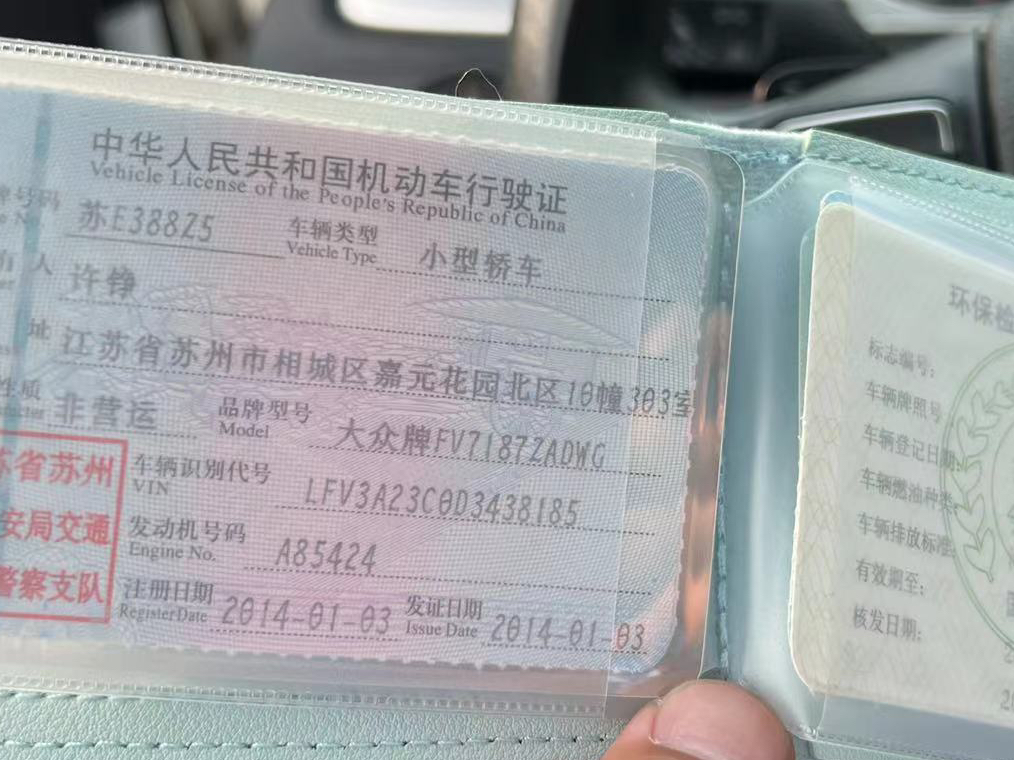 中华人民共和国机动车行驶证
Vehicle License of the People's Republic of China
牌号码 苏E388Z5 车辆类型 小型轿车
Vehicle Type
有人 许铮
址 江苏省苏州市相城区嘉元花园北区10幢303室
性质 非营运 品牌型号 大众牌FV7187ZADWG
Model
省苏州
安局交通
警察支队
车辆识别代号 LFV3A23C0D3438185
VIN
发动机号码 A85424
Engine No.
注册日期 2014-01-03 发证日期 2014-01-03
Register Date Issue Date
环保检
标志编号:
车辆牌照号
车辆登记日期:
车辆燃油种类:
车辆排放标准:
有效期至:
核发日期: